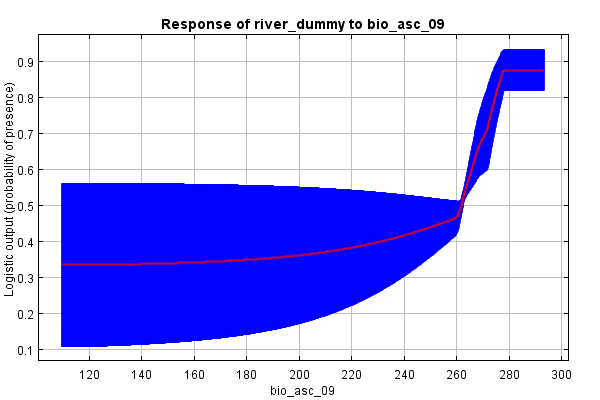 Response of river_dummy to bio_asc_09
Logistic output (probability of presence)
0.9
0.8
0.7
0.6
0.5
0.4
0.3
0.2
0.1
120 140 160 180 200 220 240 260 280 300
bio_asc_09